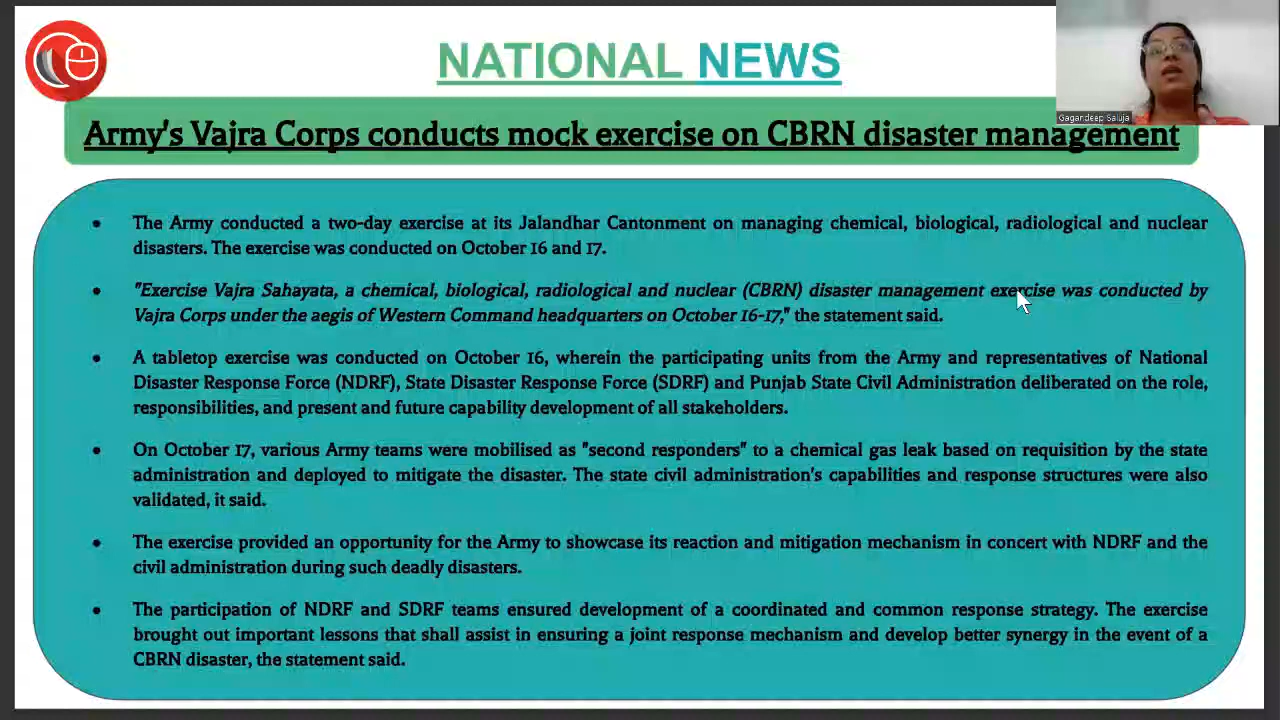 NATIONAL NEWS
Gagandeep Saluja
Army's Vajra Corps conducts mock exercise on CBRN disaster management
• The Army conducted a two-day exercise at its Jalandhar Cantonment on managing chemical, biological, radiological and nuclear
disasters. The exercise was conducted on October 16 and 17.
• "Exercise Vajra Sahayata, a chemical, biological, radiological and nuclear (CBRN) disaster management exercise was conducted by
Vajra Corps under the aegis of Western Command headquarters on October 16-17," the statement said.
• A tabletop exercise was conducted on October 16, wherein the participating units from the Army and representatives of National
Disaster Response Force (NDRF), State Disaster Response Force (SDRF) and Punjab State Civil Administration deliberated on the role,
responsibilities, and present and future capability development of all stakeholders.
• On October 17, various Army teams were mobilised as "second responders" to a chemical gas leak based on requisition by the state
administration and deployed to mitigate the disaster. The state civil administration's capabilities and response structures were also
validated, it said.
• The exercise provided an opportunity for the Army to showcase its reaction and mitigation mechanism in concert with NDRF and the
civil administration during such deadly disasters.
• The participation of NDRF and SDRF teams ensured development of a coordinated and common response strategy. The exercise
brought out important lessons that shall assist in ensuring a joint response mechanism and develop better synergy in the event of a
CBRN disaster, the statement said.